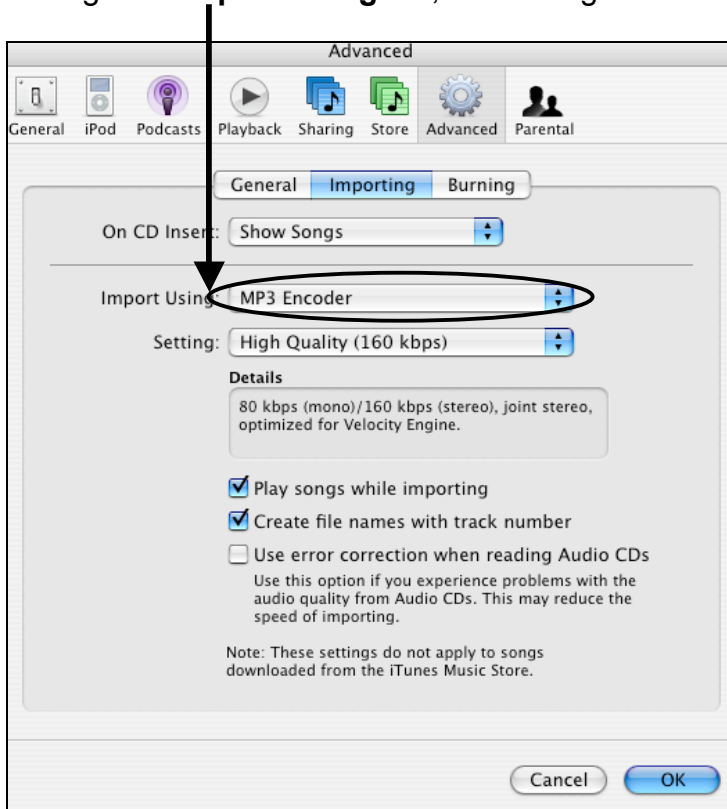 Advanced
General iPod Podcasts Playback Sharing Store Advanced Parental
General Importing Burning
On CD Insert: Show Songs
Import Using: MP3 Encoder
Setting: High Quality (160 kbps)
Details
80 kbps (mono)/160 kbps (stereo), joint stereo,
optimized for Velocity Engine.
Play songs while importing
Create file names with track number
Use error correction when reading Audio CDs
Use this option if you experience problems with the
audio quality from Audio CDs. This may reduce the
speed of importing.
Note: These settings do not apply to songs
downloaded from the iTunes Music Store.
Cancel OK